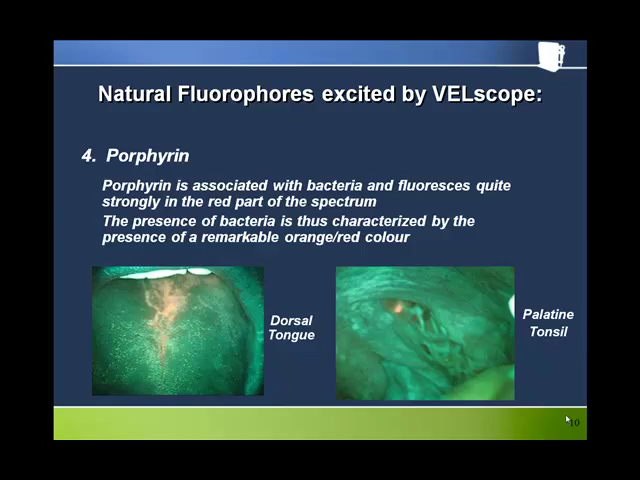 Natural Fluorophores excited by VELscope:
4. Porphyrin
Porphyrin is associated with bacteria and fluoresces quite
strongly in the red part of the spectrum
The presence of bacteria is thus characterized by the
presence of a remarkable orange/red colour
Dorsal
Tongue
Palatine
Tonsil
10